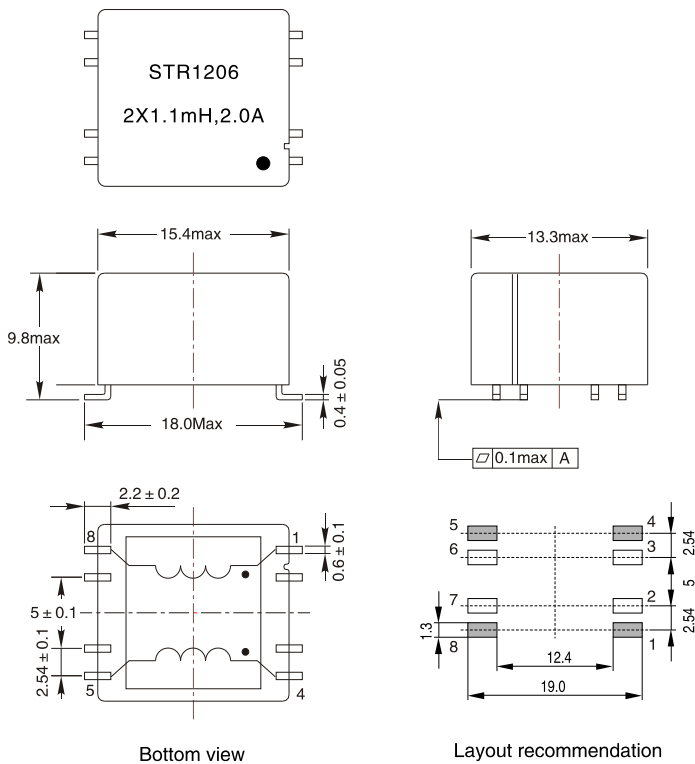 STR1206
2X1.1mH,2.0A
15.4max
13.3max
9.8max
0.4 ± 0.05
18.0Max
0.1max A
2.2 ± 0.2
8 1
0.6 ± 0.1
5 ± 0.1
2.54 ± 0.1
5 4
5 4
6 3
2.54
5
7 2
2.54
1.3
8 1
12.4
19.0
Bottom view
Layout recommendation